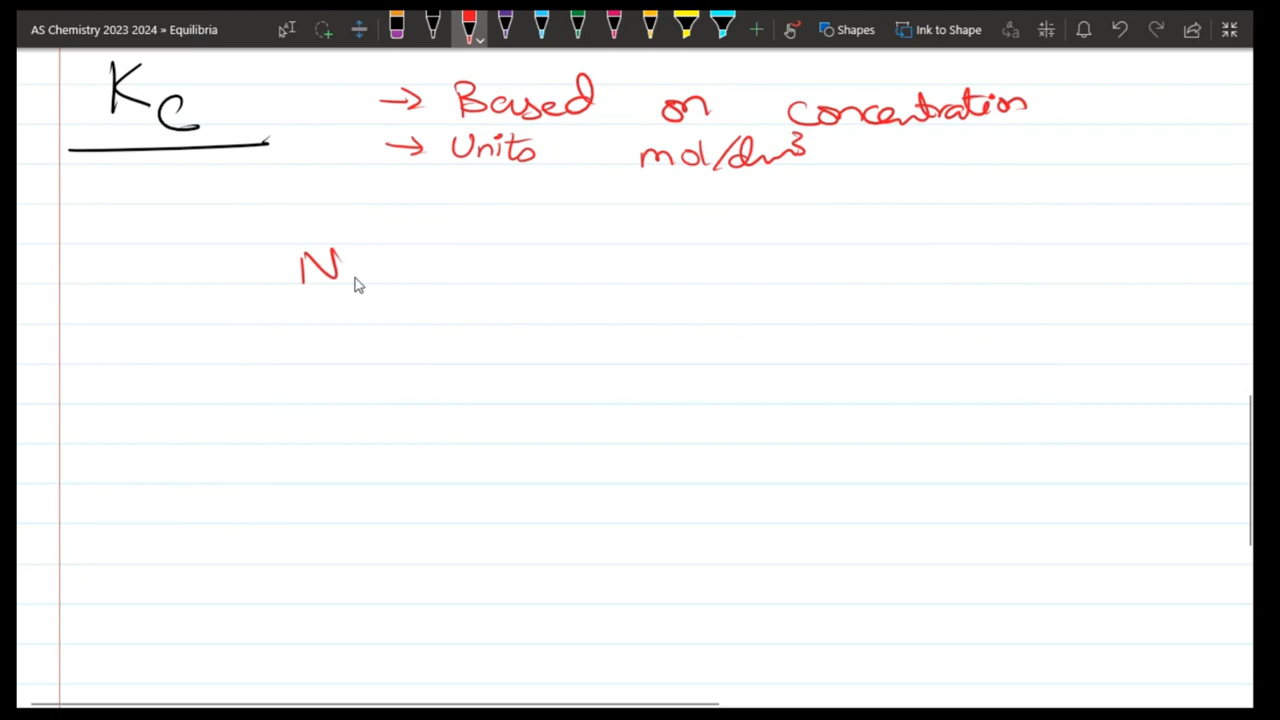 AS Chemistry 2023 2024 » Equilibria Shapes Ink to Shape
Kc → Based on concentration
→ Units mol/dm³
N